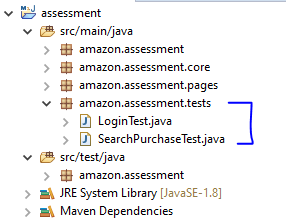 assessment
src/main/java
amazon.assessment
amazon.assessment.core
amazon.assessment.pages
amazon.assessment.tests
LoginTest.java
SearchPurchaseTest.java
src/test/java
amazon.assessment
JRE System Library [JavaSE-1.8]
Maven Dependencies